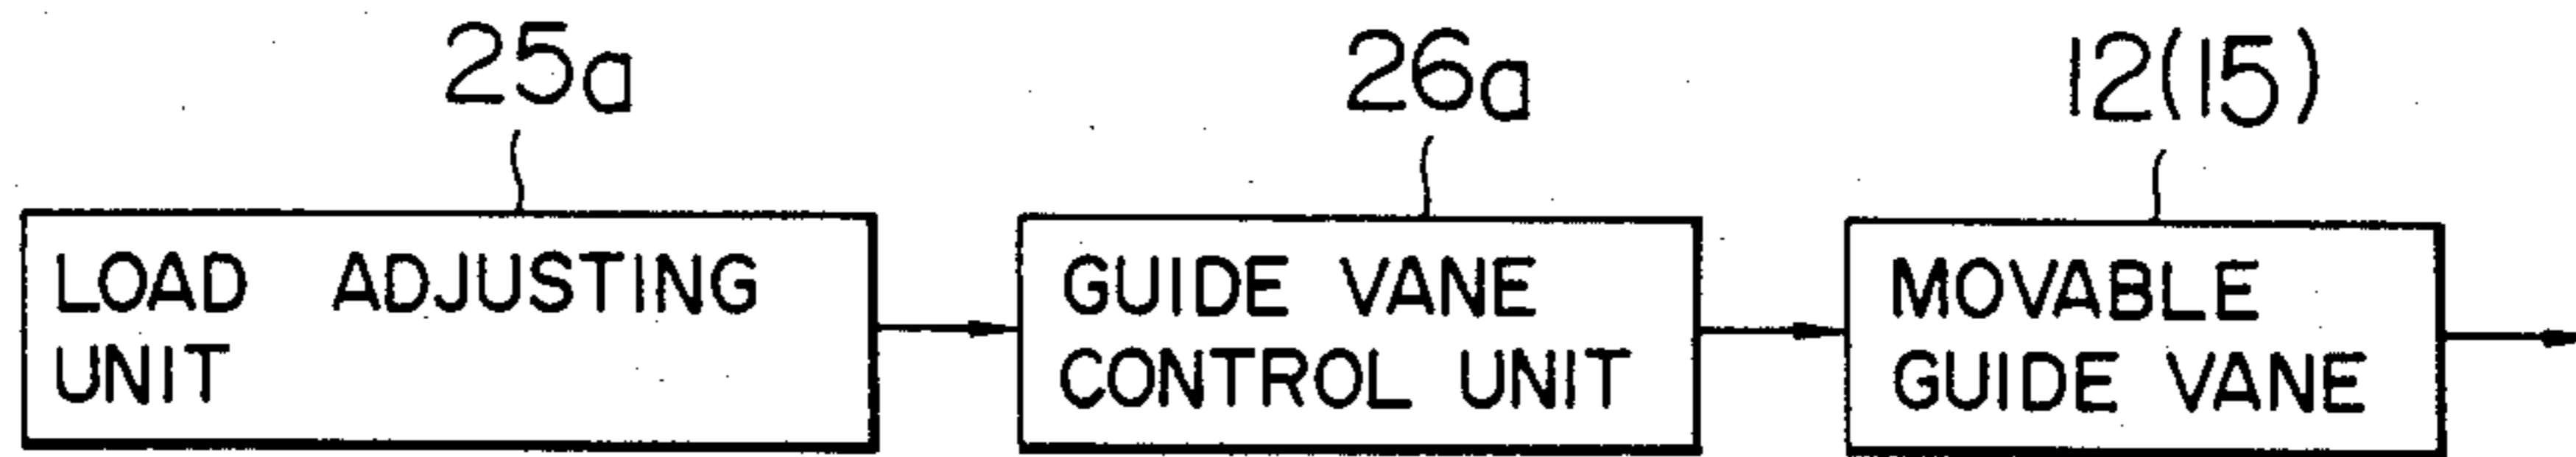 25a
26a
12(15)
LOAD ADJUSTING
UNIT
GUIDE VANE
CONTROL UNIT
MOVABLE
GUIDE VANE